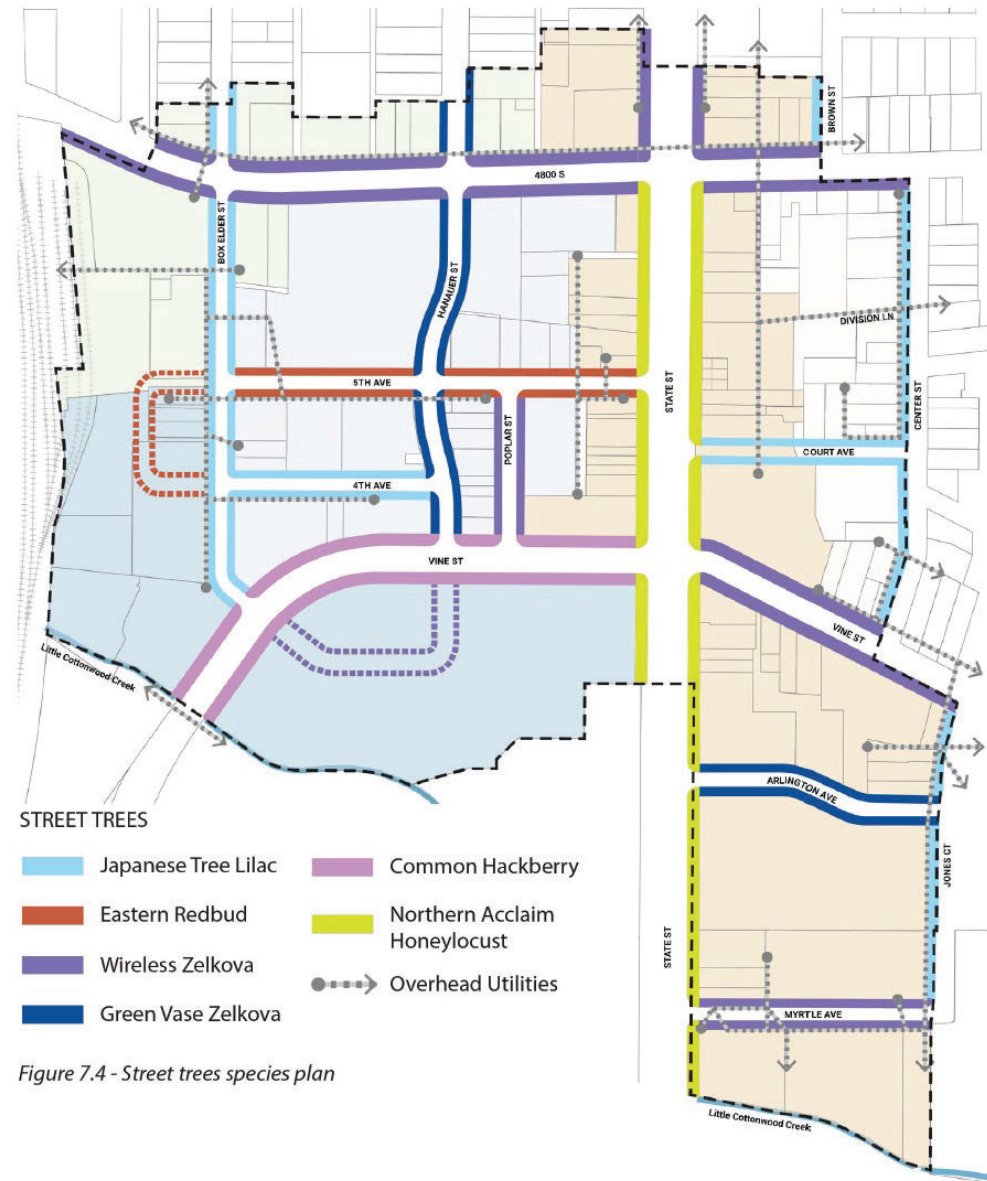 BROWN ST
4800 S
BOX ELDER ST
HANAUER ST
DIVISION LN
5TH AVE
STATE ST
CENTER ST
POPLAR ST
COURT AVE
4TH AVE
VINE ST
VINE ST
Little Cottonwood Creek
ARLINGTON AVE
JONES CT
STATE ST
MYRTLE AVE
Little Cottonwood Creek
STREET TREES
Japanese Tree Lilac
Eastern Redbud
Wireless Zelkova
Green Vase Zelkova
Common Hackberry
Northern Acclaim
Honeylocust
Overhead Utilities
Figure 7.4 - Street trees species plan